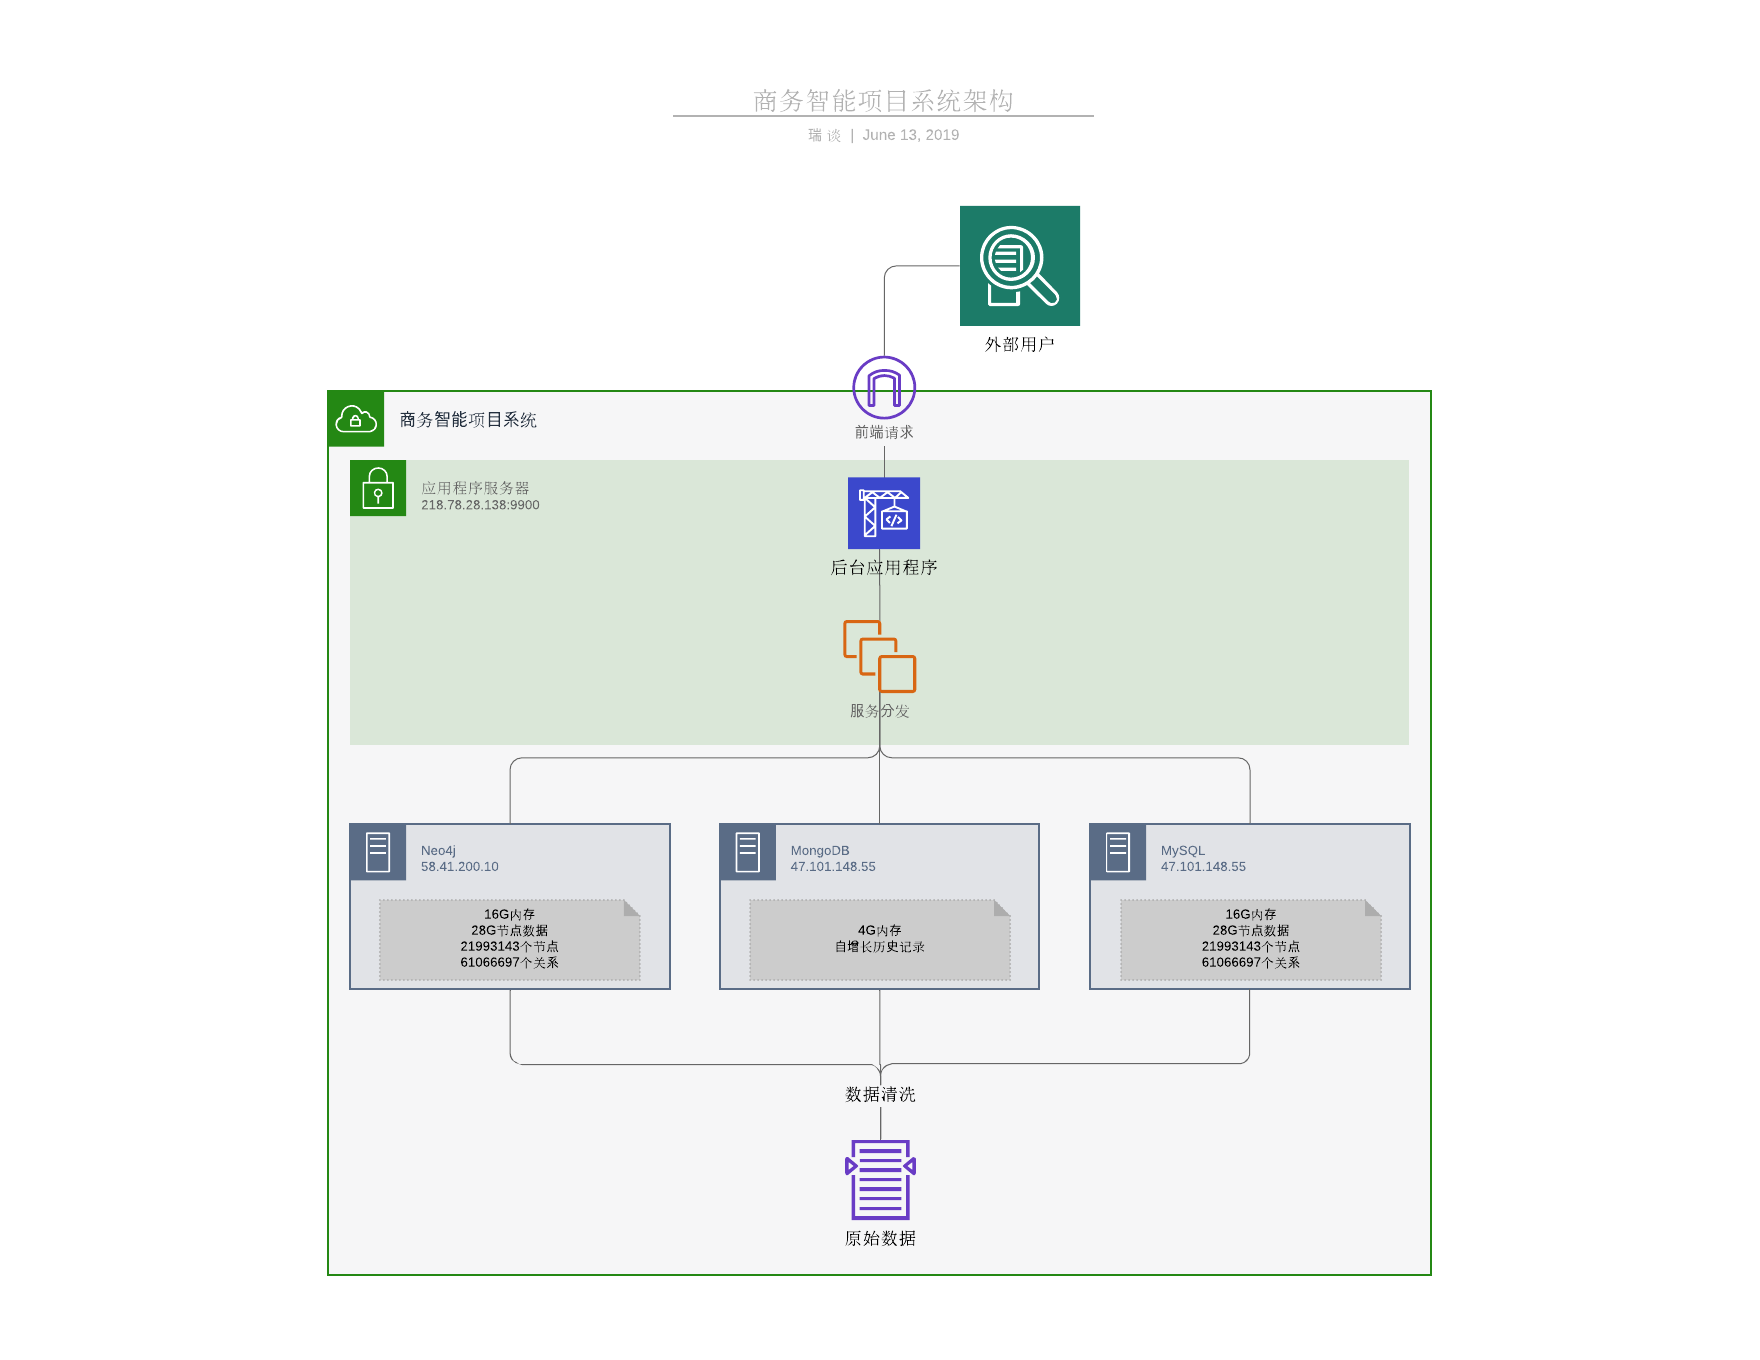 商务智能项目系统架构
瑞 谈 | June 13, 2019
外部用户
商务智能项目系统
前端请求
应用程序服务器
218.78.28.138:9900
后台应用程序
服务分发
Neo4j
58.41.200.10
16G内存
28G节点数据
21993143个节点
61066697个关系
MongoDB
47.101.148.55
4G内存
自增长历史记录
MySQL
47.101.148.55
16G内存
28G节点数据
21993143个节点
61066697个关系
数据清洗
原始数据